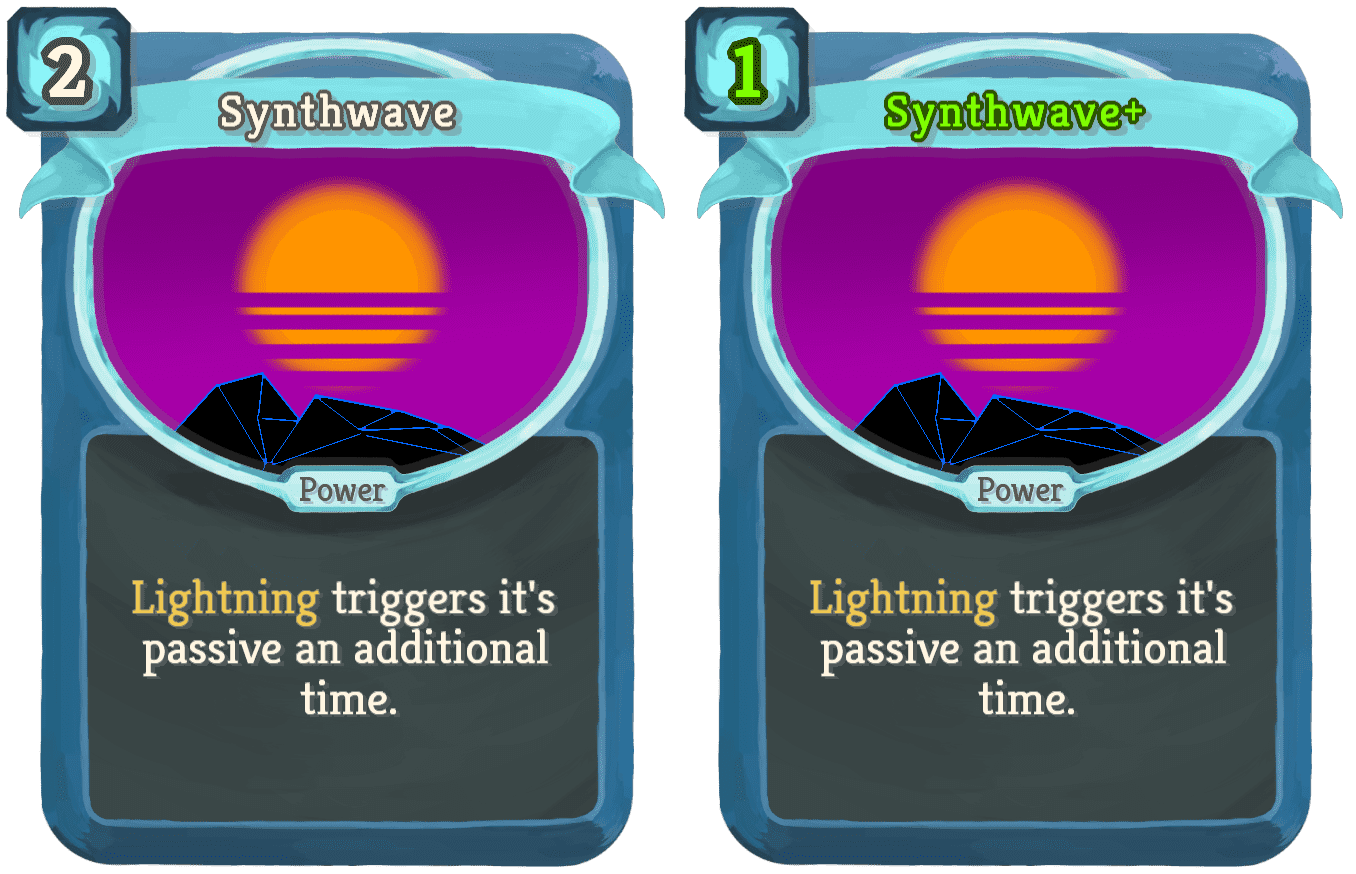 2
Synthwave
Power
Lightning triggers it's
passive an additional
time.
1
Synthwave+
Power
Lightning triggers it's
passive an additional
time.